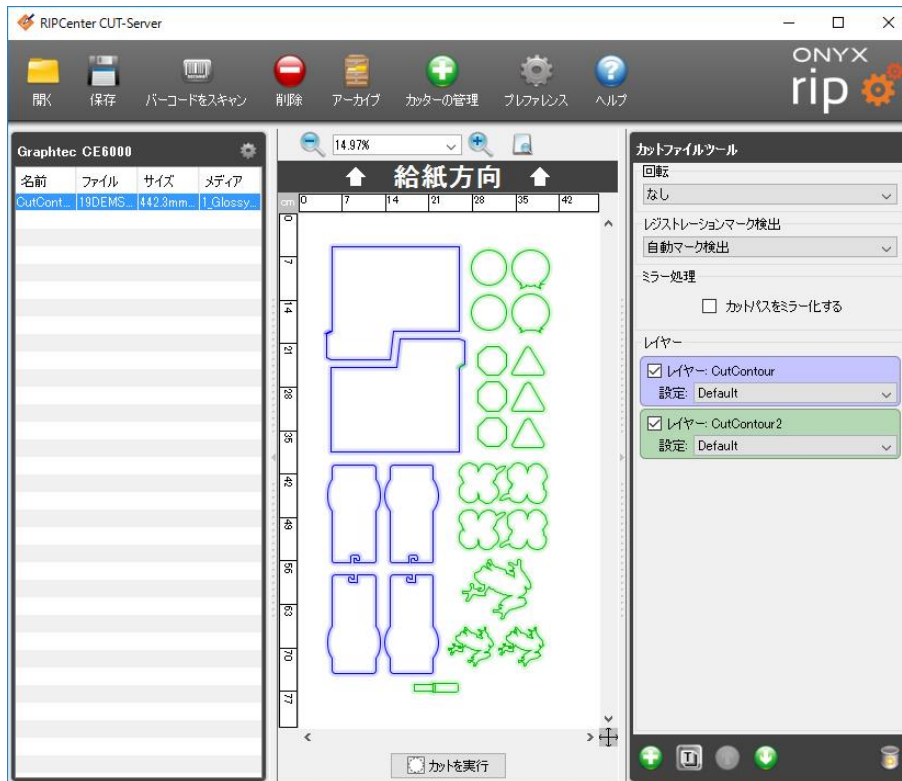 RIPCenter CUT-Server
開く 保存 バーコードをスキャン 削除 アーカイブ カッターの管理 プレファレンス ヘルプ
ONYX
rip
Graphtec CE6000
名前 ファイル サイズ メディア
CutCont... 19DEMS... 442.3mm... 1_Glossy...
14.97%
給紙方向
cm 0 7 14 21 28 35 42
0
7
14
21
28
35
42
49
56
63
70
77
カットを実行
カットファイルツール
回転
なし
レジストレーションマーク検出
自動マーク検出
ミラー処理
カットパスをミラー化する
レイヤー
レイヤー: CutContour
設定: Default
レイヤー: CutContour2
設定: Default